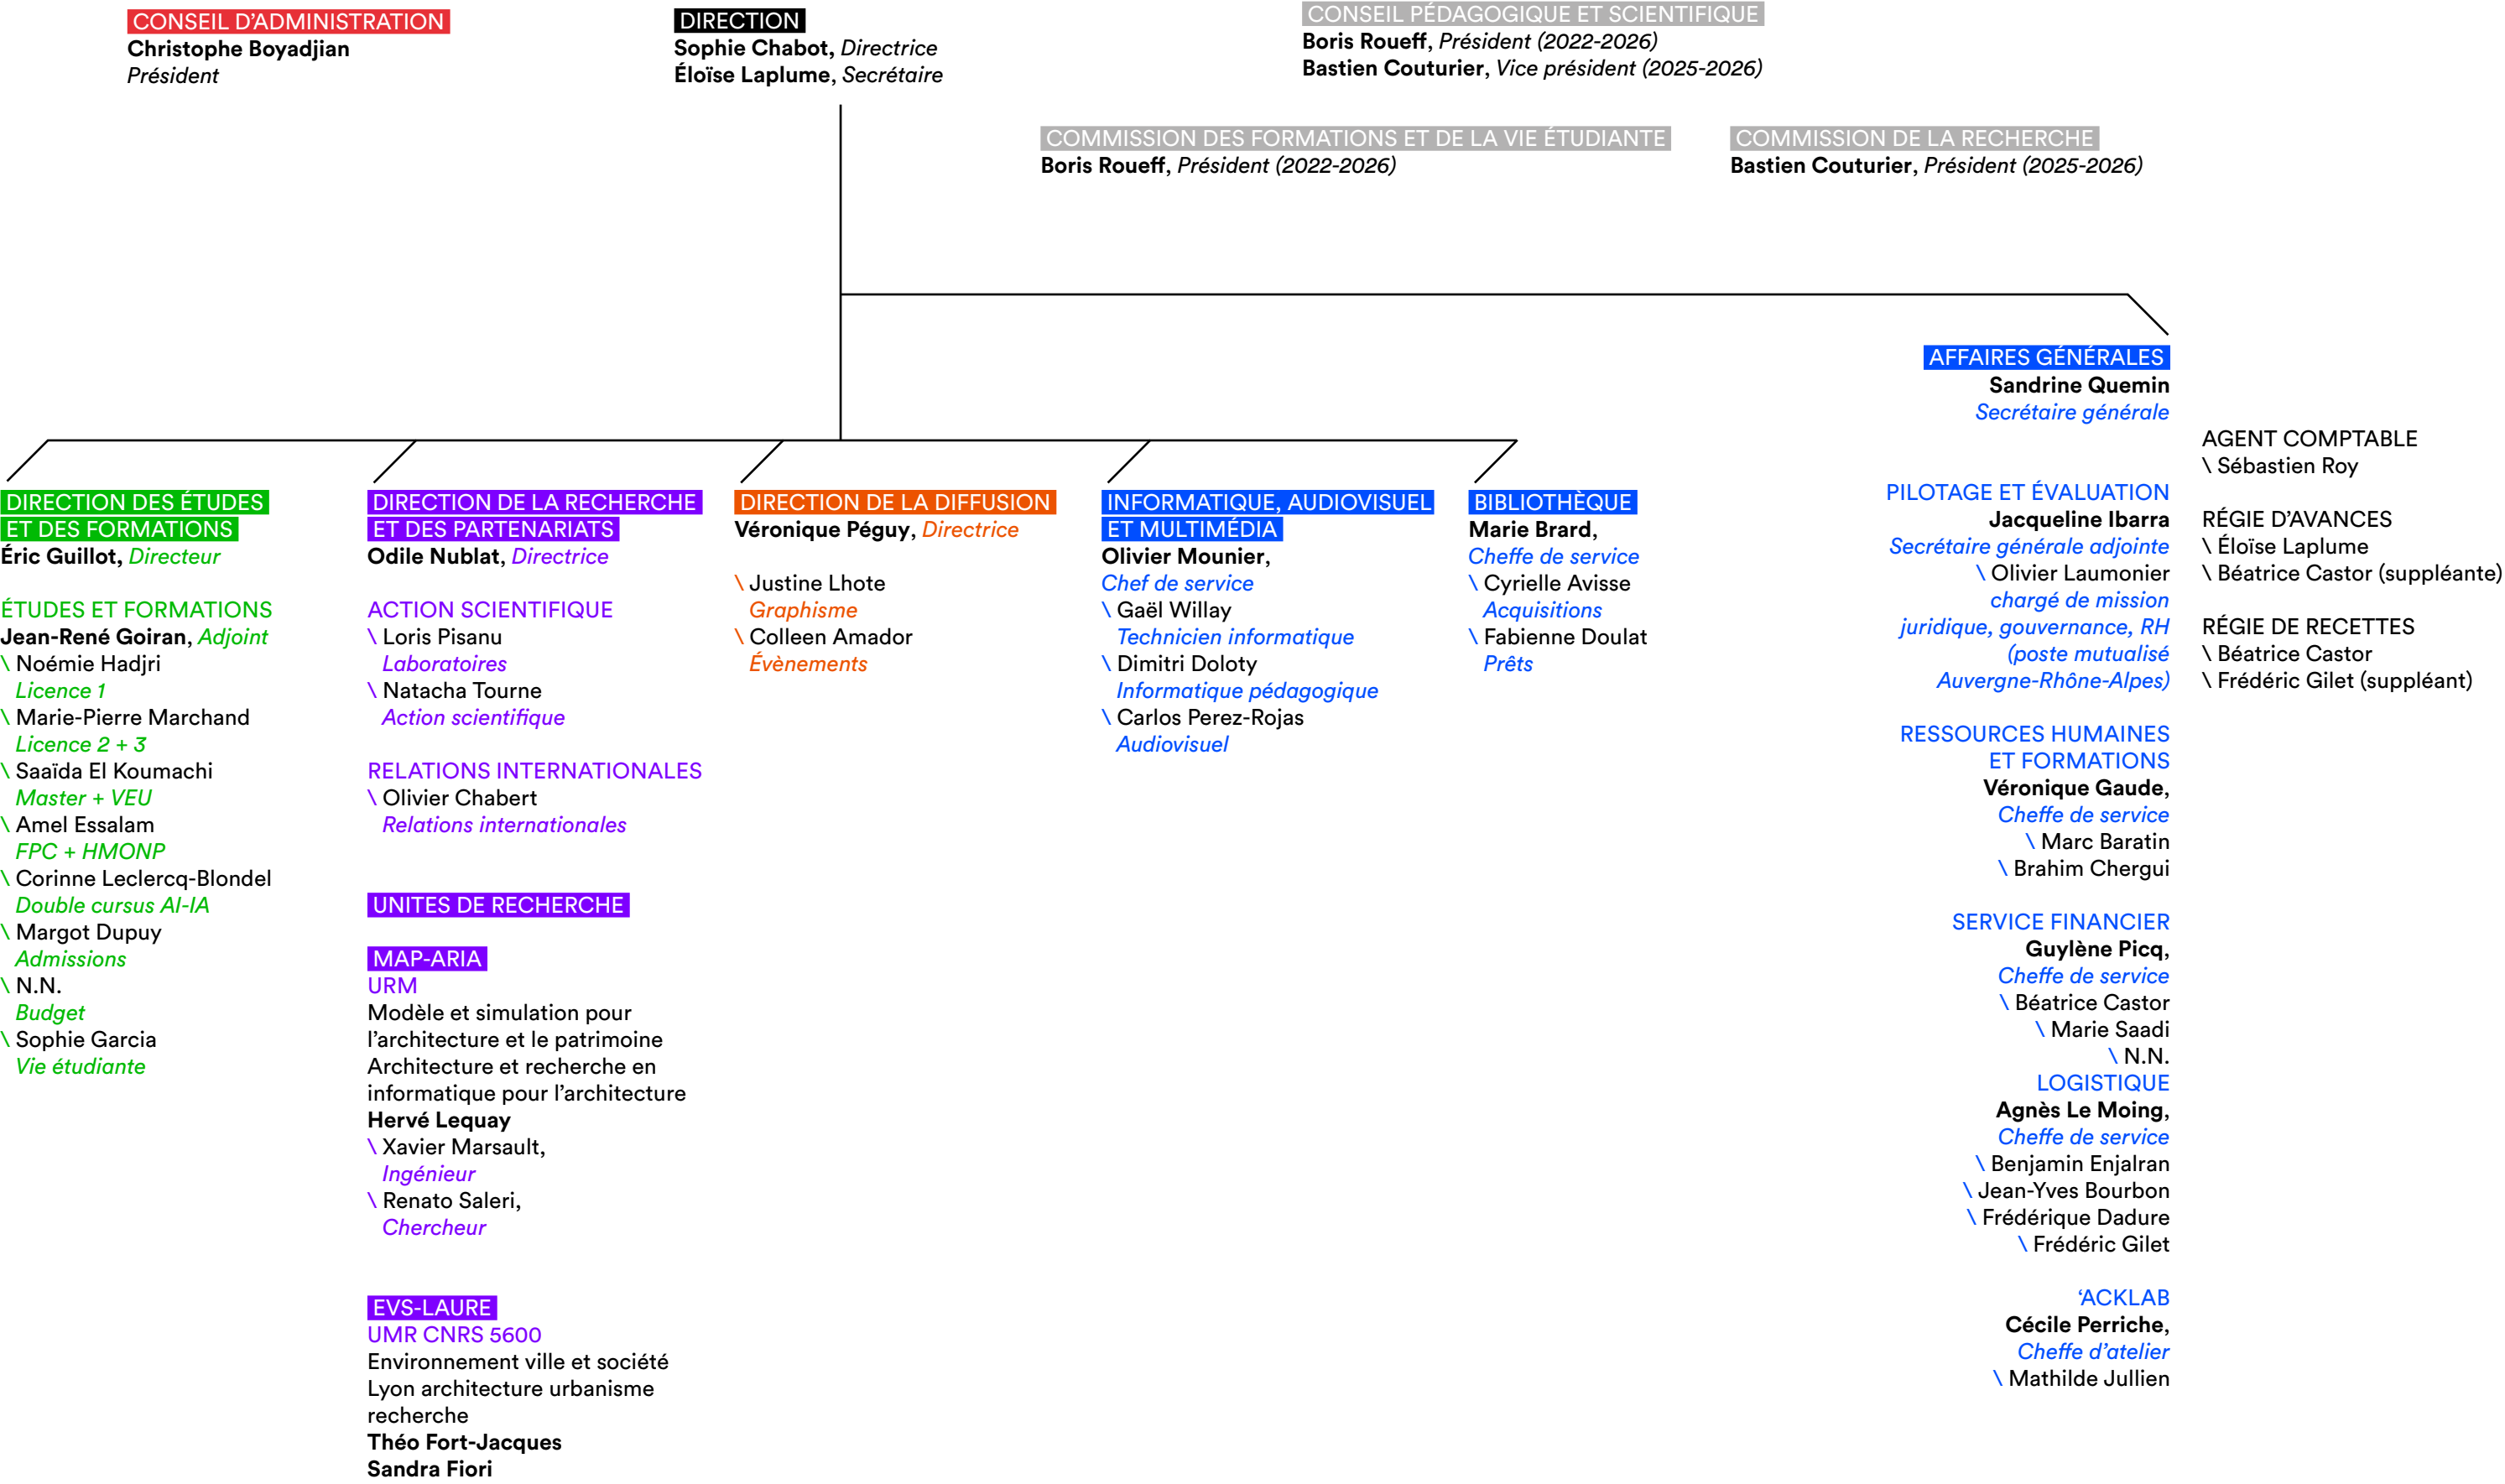 CONSEIL D'ADMINISTRATION
Christophe Boyadjian
Président
DIRECTION
Sophie Chabot, Directrice
Éloïse Laplume, Secrétaire
CONSEIL PÉDAGOGIQUE ET SCIENTIFIQUE
Boris Roueff, Président (2022-2026)
Bastien Couturier, Vice président (2025-2026)
COMMISSION DES FORMATIONS ET DE LA VIE ÉTUDIANTE
Boris Roueff, Président (2022-2026)
COMMISSION DE LA RECHERCHE
Bastien Couturier, Président (2025-2026)
DIRECTION DES ÉTUDES
ET DES FORMATIONS
Éric Guillot, Directeur
ÉTUDES ET FORMATIONS
Jean-René Goiran, Adjoint
\ Noémie Hadjri
Licence 1
\ Marie-Pierre Marchand
Licence 2 + 3
\ Saaïda El Koumachi
Master + VEU
\ Amel Essalam
FPC + HMONP
\ Corinne Leclercq-Blondel
Double cursus AI-IA
\ Margot Dupuy
Admissions
\ N.N.
Budget
\ Sophie Garcia
Vie étudiante
DIRECTION DE LA RECHERCHE
ET DES PARTENARIATS
Odile Nublat, Directrice
ACTION SCIENTIFIQUE
\ Loris Pisanu
Laboratoires
\ Natacha Tourne
Action scientifique
RELATIONS INTERNATIONALES
\ Olivier Chabert
Relations internationales
UNITES DE RECHERCHE
MAP-ARIA
URM
Modèle et simulation pour
l'architecture et le patrimoine
Architecture et recherche en
informatique pour l'architecture
Hervé Lequay
\ Xavier Marsault,
Ingénieur
\ Renato Saleri,
Chercheur
EVS-LAURE
UMR CNRS 5600
Environnement ville et société
Lyon architecture urbanisme
recherche
Théo Fort-Jacques
Sandra Fiori
DIRECTION DE LA DIFFUSION
Véronique Péguy, Directrice
\ Justine Lhote
Graphisme
\ Colleen Amador
Évènements
INFORMATIQUE, AUDIOVISUEL
ET MULTIMÉDIA
Olivier Mounier,
Chef de service
\ Gaël Willay
Technicien informatique
\ Dimitri Doloty
Informatique pédagogique
\ Carlos Perez-Rojas
Audiovisuel
BIBLIOTHÈQUE
Marie Brard,
Cheffe de service
\ Cyrielle Avisse
Acquisitions
\ Fabienne Doulat
Prêts
AFFAIRES GÉNÉRALES
Sandrine Quemin
Secrétaire générale
PILOTAGE ET ÉVALUATION
Jacqueline Ibarra
Secrétaire générale adjointe
\ Olivier Laumonier
chargé de mission
juridique, gouvernance, RH
(poste mutualisé
Auvergne-Rhône-Alpes)
RESSOURCES HUMAINES
ET FORMATIONS
Véronique Gaude,
Cheffe de service
\ Marc Baratin
\ Brahim Chergui
SERVICE FINANCIER
Guylène Picq,
Cheffe de service
\ Béatrice Castor
\ Marie Saadi
\ N.N.
LOGISTIQUE
Agnès Le Moing,
Cheffe de service
\ Benjamin Enjalran
\ Jean-Yves Bourbon
\ Frédérique Dadure
\ Frédéric Gilet
‘ACKLAB
Cécile Perriche,
Cheffe d'atelier
\ Mathilde Jullien
AGENT COMPTABLE
\ Sébastien Roy
RÉGIE D'AVANCES
\ Éloïse Laplume
\ Béatrice Castor (suppléante)
RÉGIE DE RECETTES
\ Béatrice Castor
\ Frédéric Gilet (suppléant)